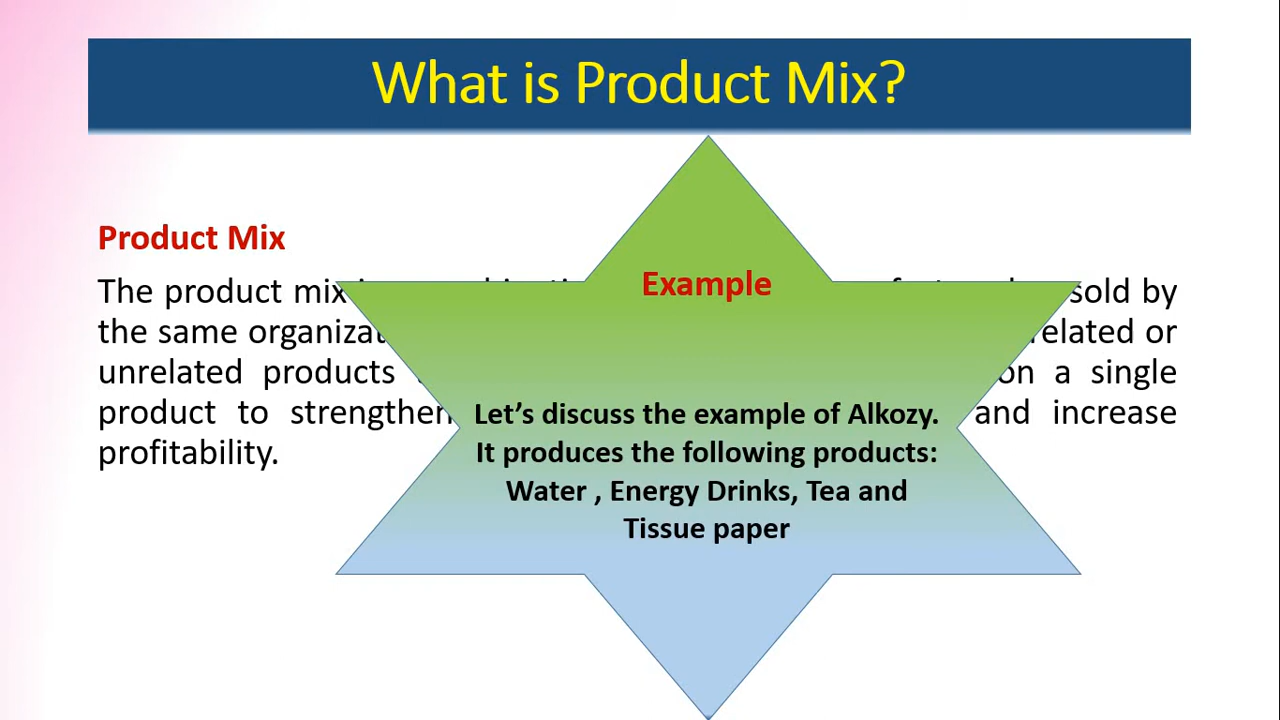 What is Product Mix?
Product Mix
The product mix sold by
the same related or
unrelated products on a single
product to strengthen and increase
profitability.
Example
Let's discuss the example of Alkozy.
It produces the following products:
Water , Energy Drinks, Tea and
Tissue paper